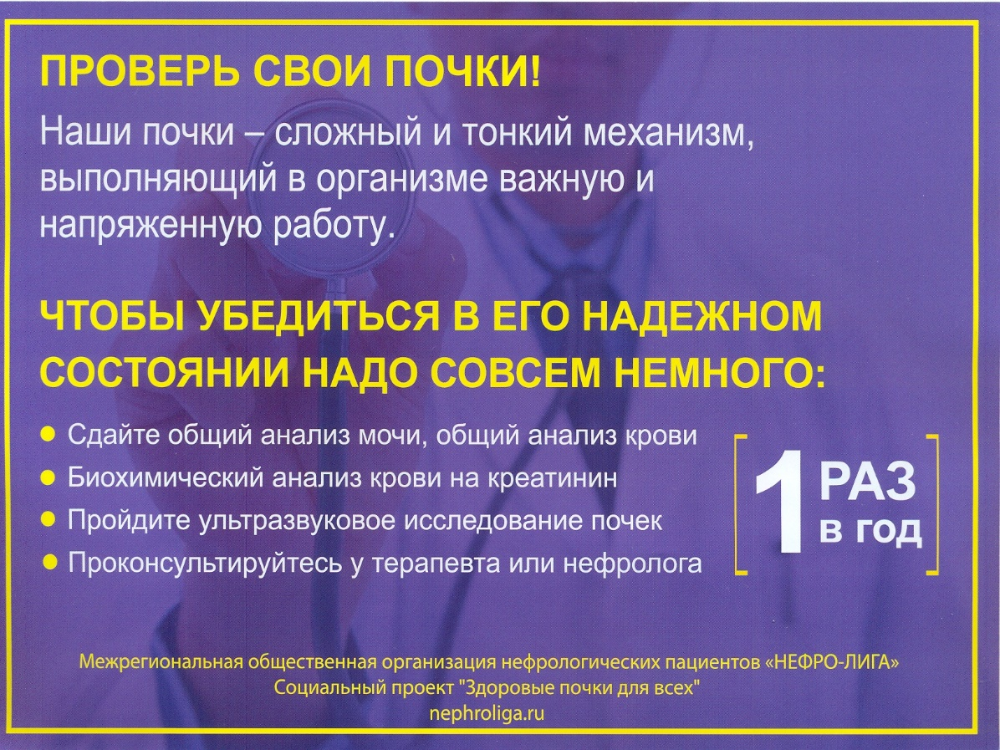 ПРОВЕРЬ СВОИ ПОЧКИ!
Наши почки – сложный и тонкий механизм,
выполняющий в организме важную и
напряженную работу.
ЧТОБЫ УБЕДИТЬСЯ В ЕГО НАДЕЖНОМ
СОСТОЯНИИ НАДО СОВСЕМ НЕМНОГО:
Сдайте общий анализ мочи, общий анализ крови
Биохимический анализ крови на креатинин
Пройдите ультразвуковое исследование почек
Проконсультируйтесь у терапевта или нефролога
1 РАЗ
в год
Межрегиональная общественная организация нефрологических пациентов «НЕФРО-ЛИГА»
Социальный проект "Здоровые почки для всех"
nephroliga.ru